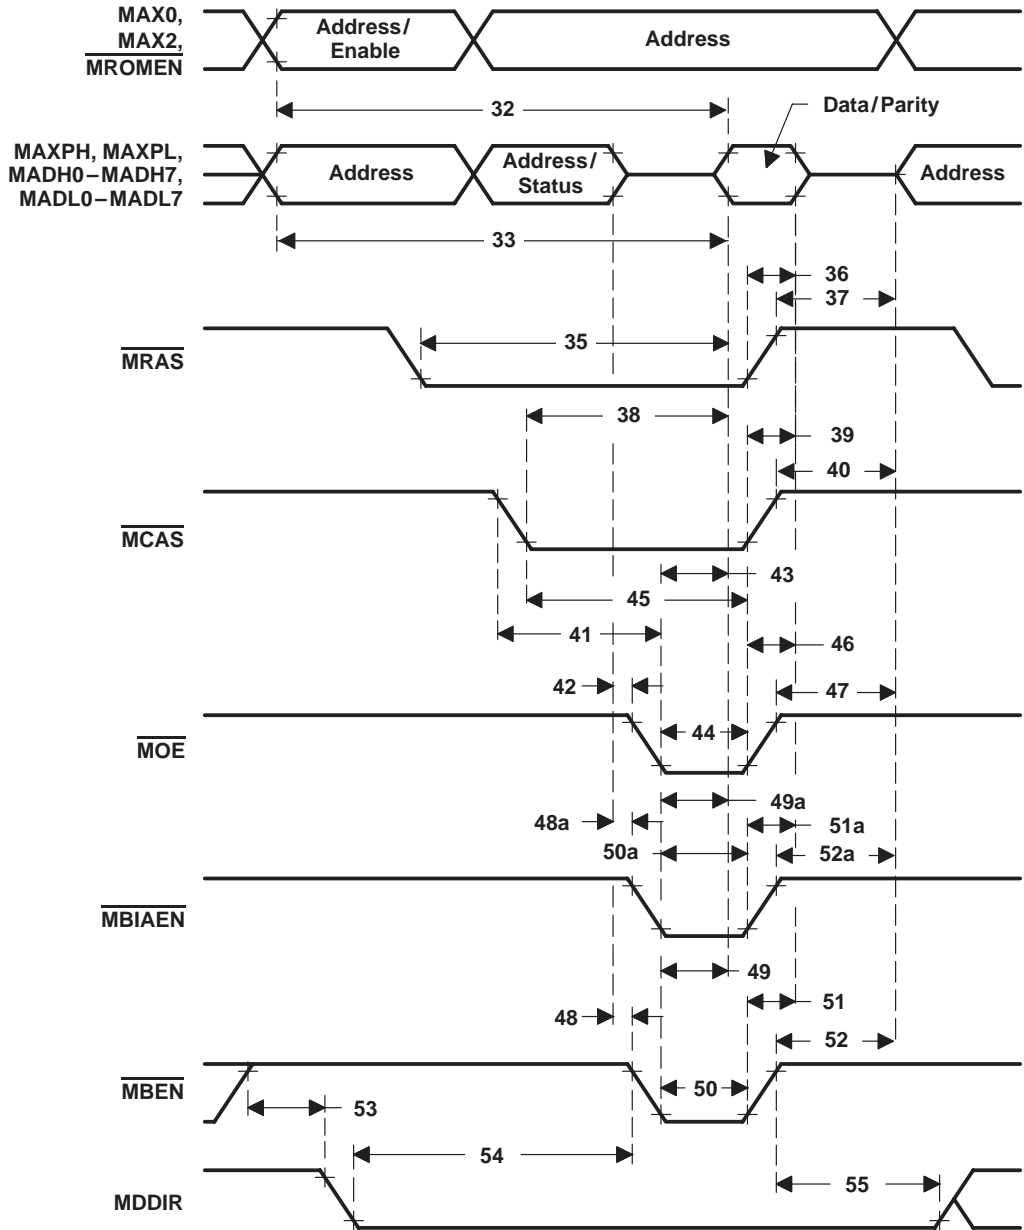 MAX0,
MAX2,
MROMEN
Address/
Enable
Address
32
Data/Parity
MAXPH, MAXPL,
MADH0–MADH7,
MADL0–MADL7
Address
Address/
Status
Address
33
36
37
MRAS
35
38
39
40
MCAS
43
45
41
46
42
47
MOE
44
49a
48a
51a
50a
52a
MBIAEN
49
51
48
52
MBEN
50
53
54
MDDIR
55